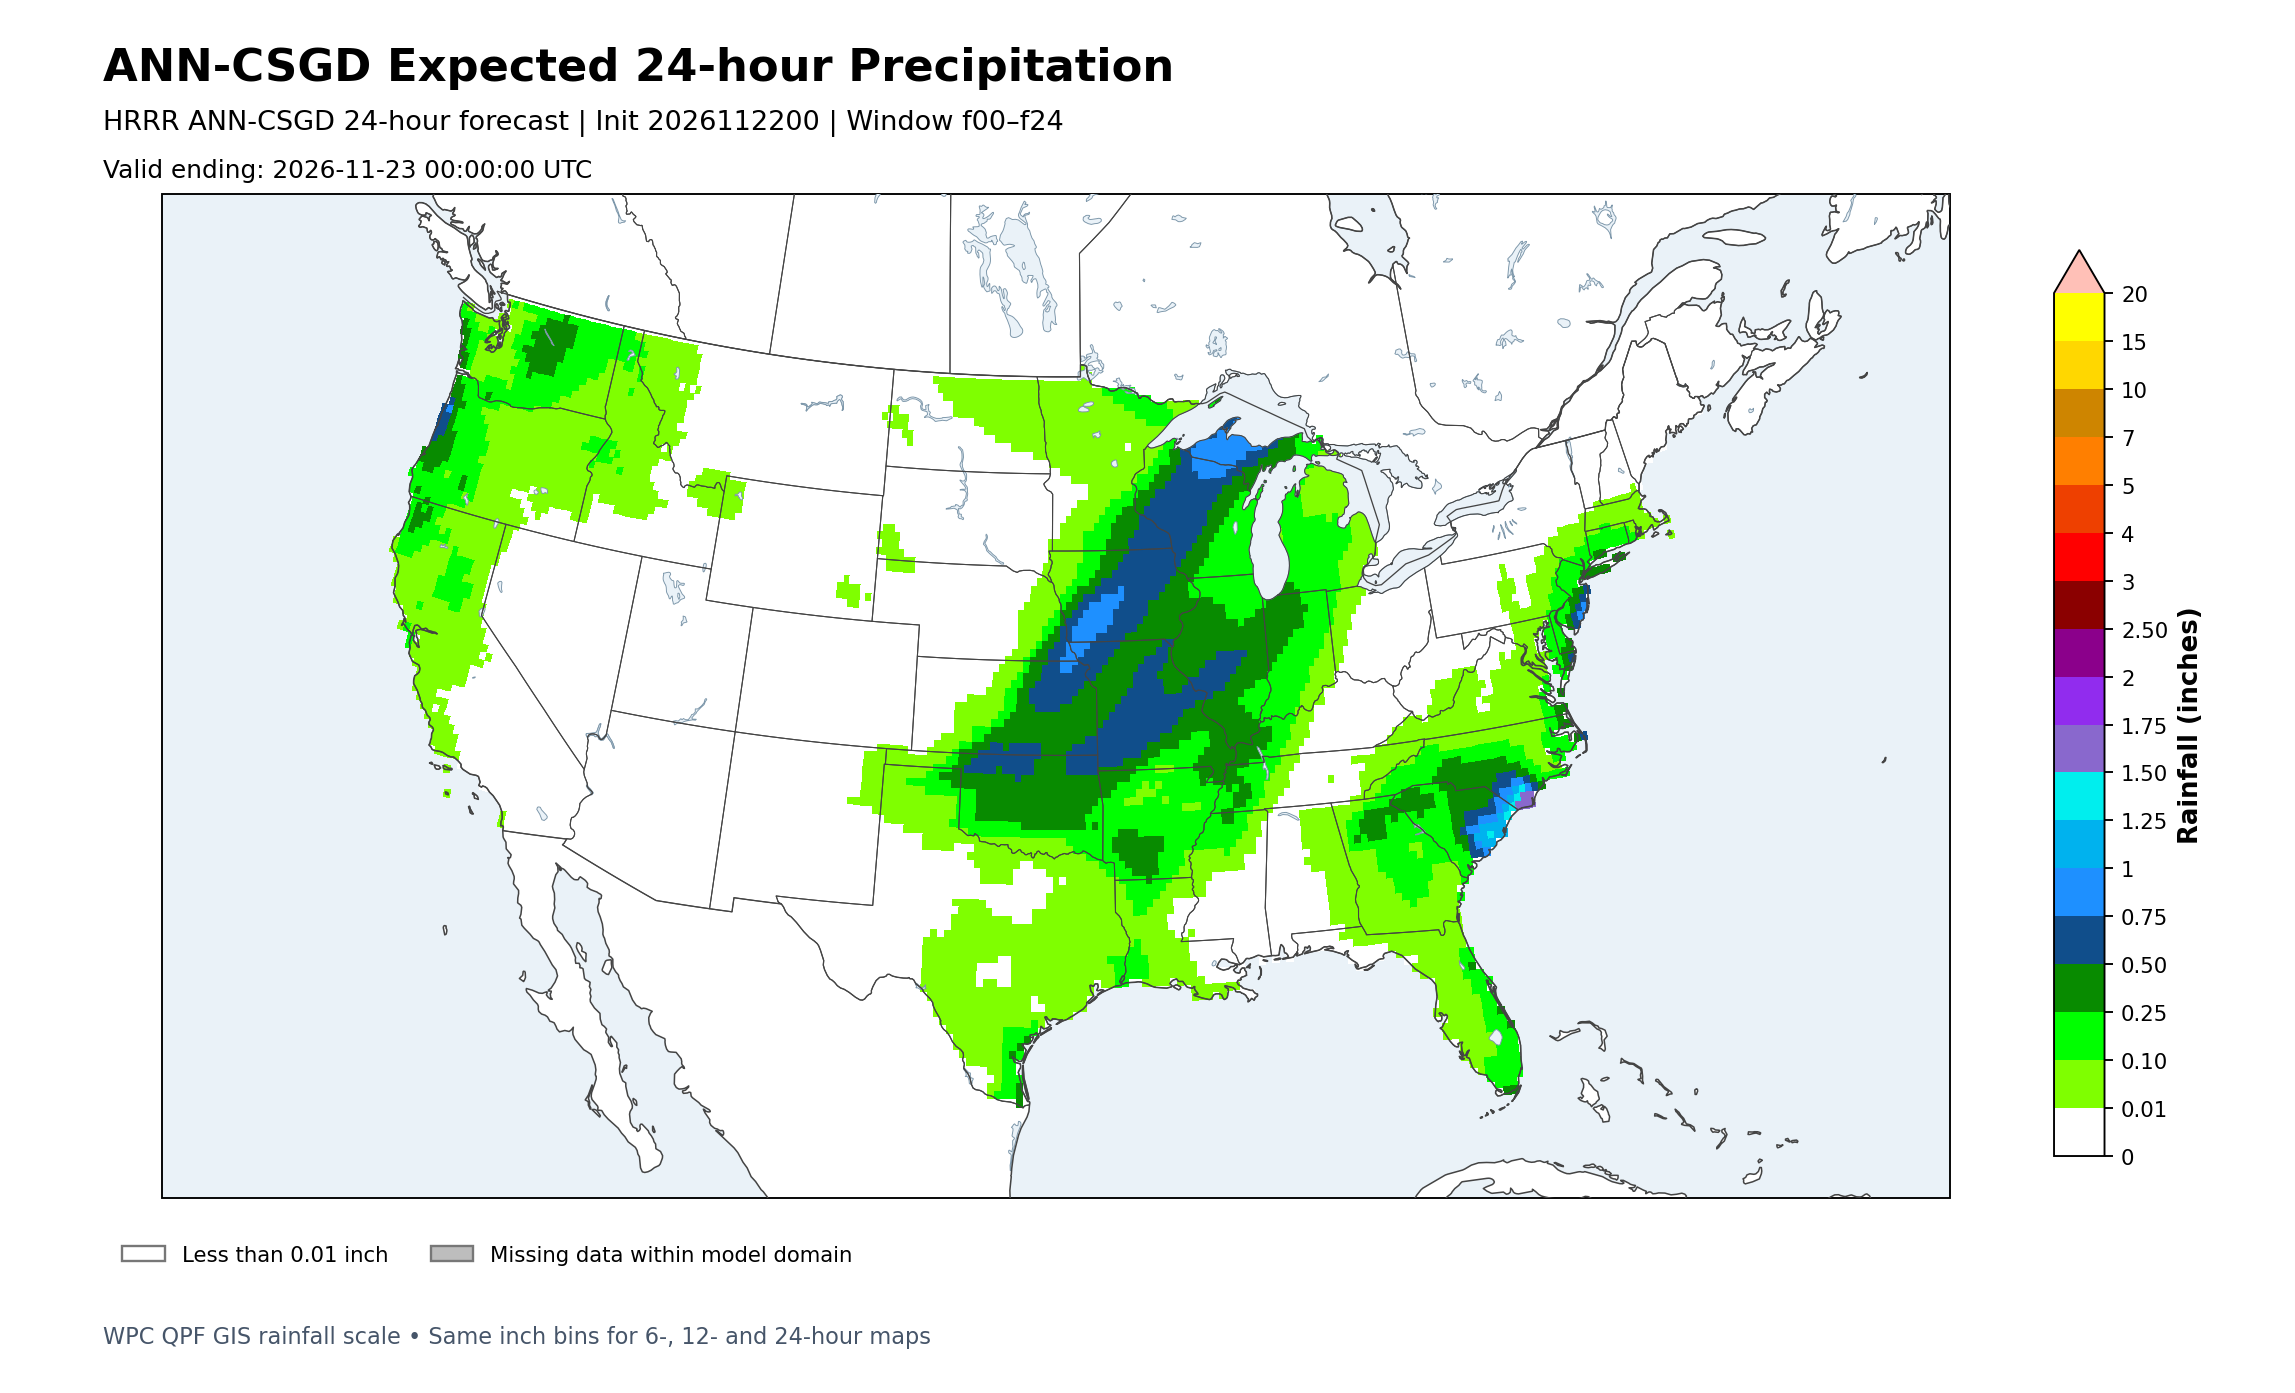 ANN-CSGD Expected 24-hour Precipitation
HRRR ANN-CSGD 24-hour forecast | Init 2026112200 | Window f00–f24
Valid ending: 2026-11-23 00:00:00 UTC
20
15
10
7
5
4
3
2.50
2
1.75
1.50
1.25
1
0.75
0.50
0.25
0.10
0.01
0
Rainfall (inches)
Less than 0.01 inch
Missing data within model domain
WPC QPF GIS rainfall scale • Same inch bins for 6-, 12- and 24-hour maps